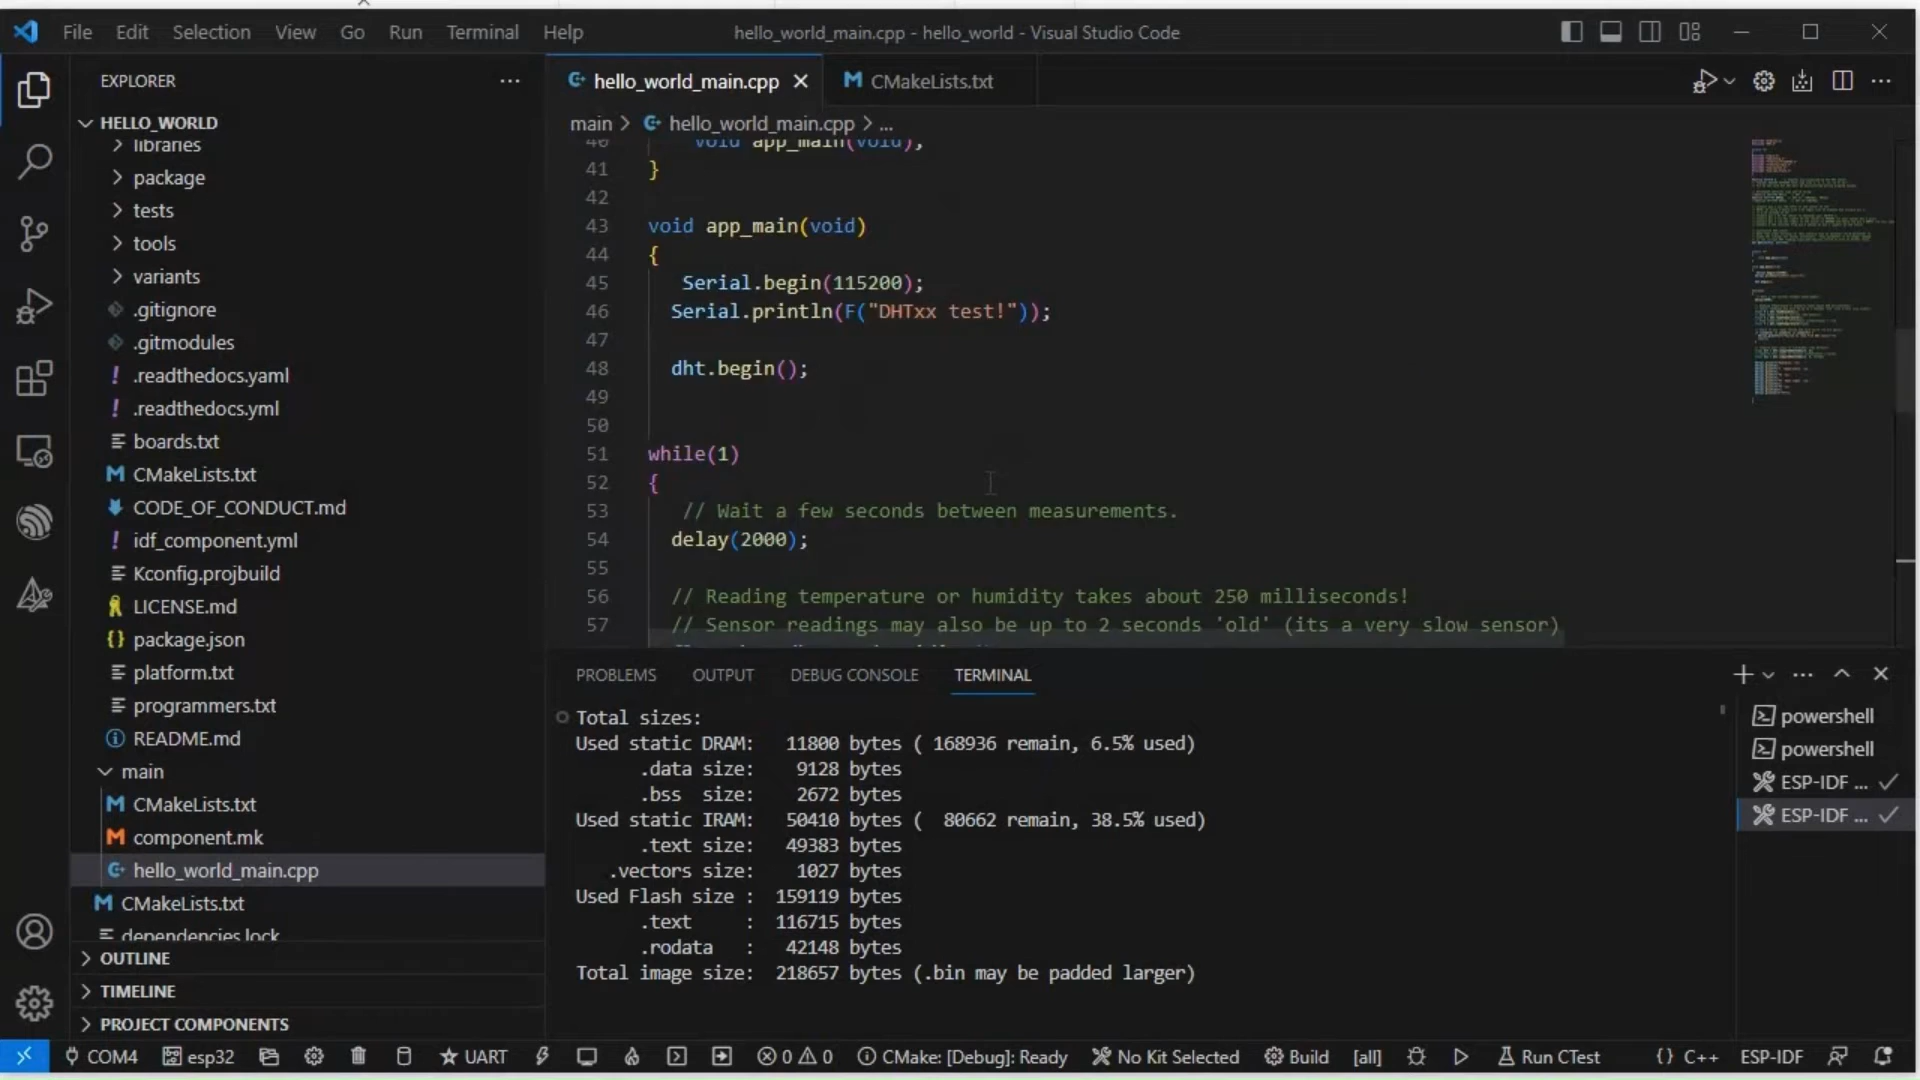 File Edit Selection View Go Run Terminal Help
hello_world_main.cpp - hello_world - Visual Studio Code
EXPLORER
HELLO_WORLD
libraries
package
tests
tools
variants
.gitignore
.gitmodules
.readthedocs.yaml
.readthedocs.yml
boards.txt
CMakeLists.txt
CODE_OF_CONDUCT.md
idf_component.yml
Kconfig.projbuild
LICENSE.md
package.json
platform.txt
programmers.txt
README.md
main
CMakeLists.txt
component.mk
hello_world_main.cpp
CMakeLists.txt
dependencies.lock
OUTLINE
TIMELINE
PROJECT COMPONENTS
hello_world_main.cpp CMakeLists.txt
main > hello_world_main.cpp > ...
40 void app_main(void);
41 }
42
43 void app_main(void)
44 {
45 Serial.begin(115200);
46 Serial.println(F("DHTxx test!"));
47
48 dht.begin();
49
50
51 while(1)
52 {
53 // Wait a few seconds between measurements.
54 delay(2000);
55
56 // Reading temperature or humidity takes about 250 milliseconds!
57 // Sensor readings may also be up to 2 seconds 'old' (its a very slow sensor)
PROBLEMS OUTPUT DEBUG CONSOLE TERMINAL
Total sizes:
Used static DRAM: 11800 bytes ( 168936 remain, 6.5% used)
.data size: 9128 bytes
.bss size: 2672 bytes
Used static IRAM: 50410 bytes ( 80662 remain, 38.5% used)
.text size: 49383 bytes
.vectors size: 1027 bytes
Used Flash size : 159119 bytes
.text : 116715 bytes
.rodata : 42148 bytes
Total image size: 218657 bytes (.bin may be padded larger)
powershell
powershell
ESP-IDF ...
ESP-IDF ...
COM4 esp32 UART 0 0 CMake: [Debug]: Ready No Kit Selected Build [all] Run CTest {} C++ ESP-IDF